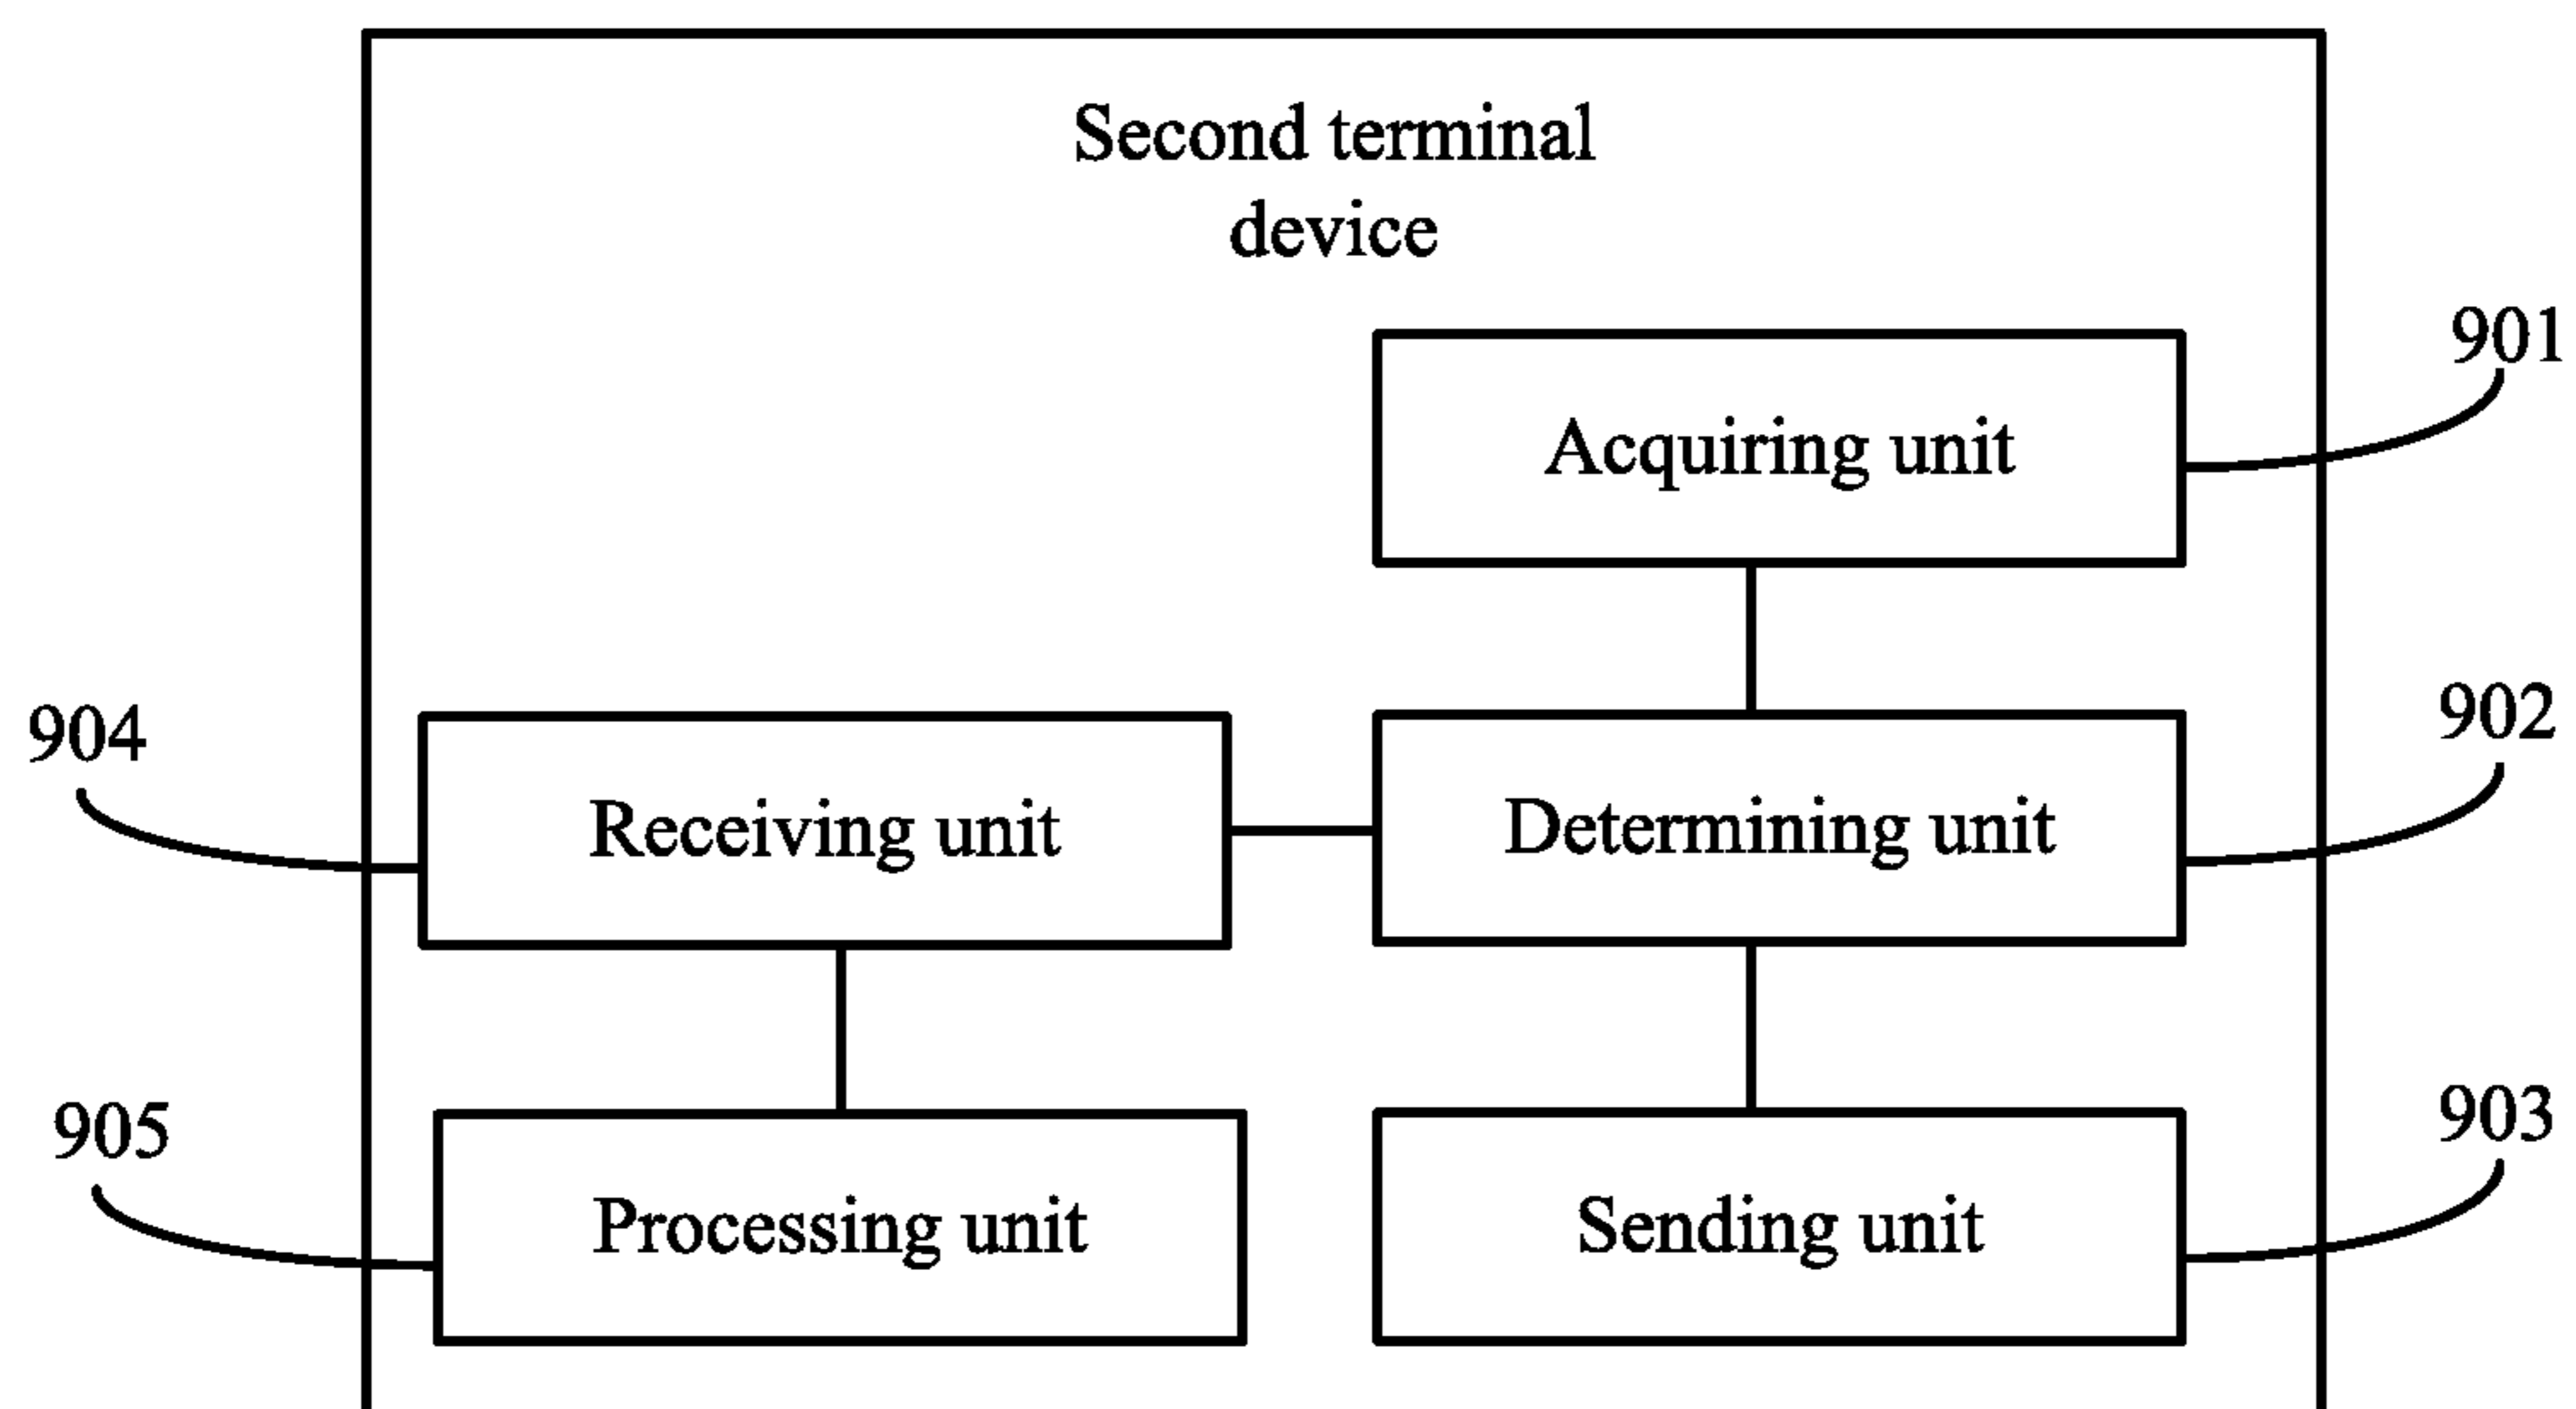 Second terminal
device
901
Acquiring unit
904
902
Receiving unit
Determining unit
905
903
Processing unit
Sending unit